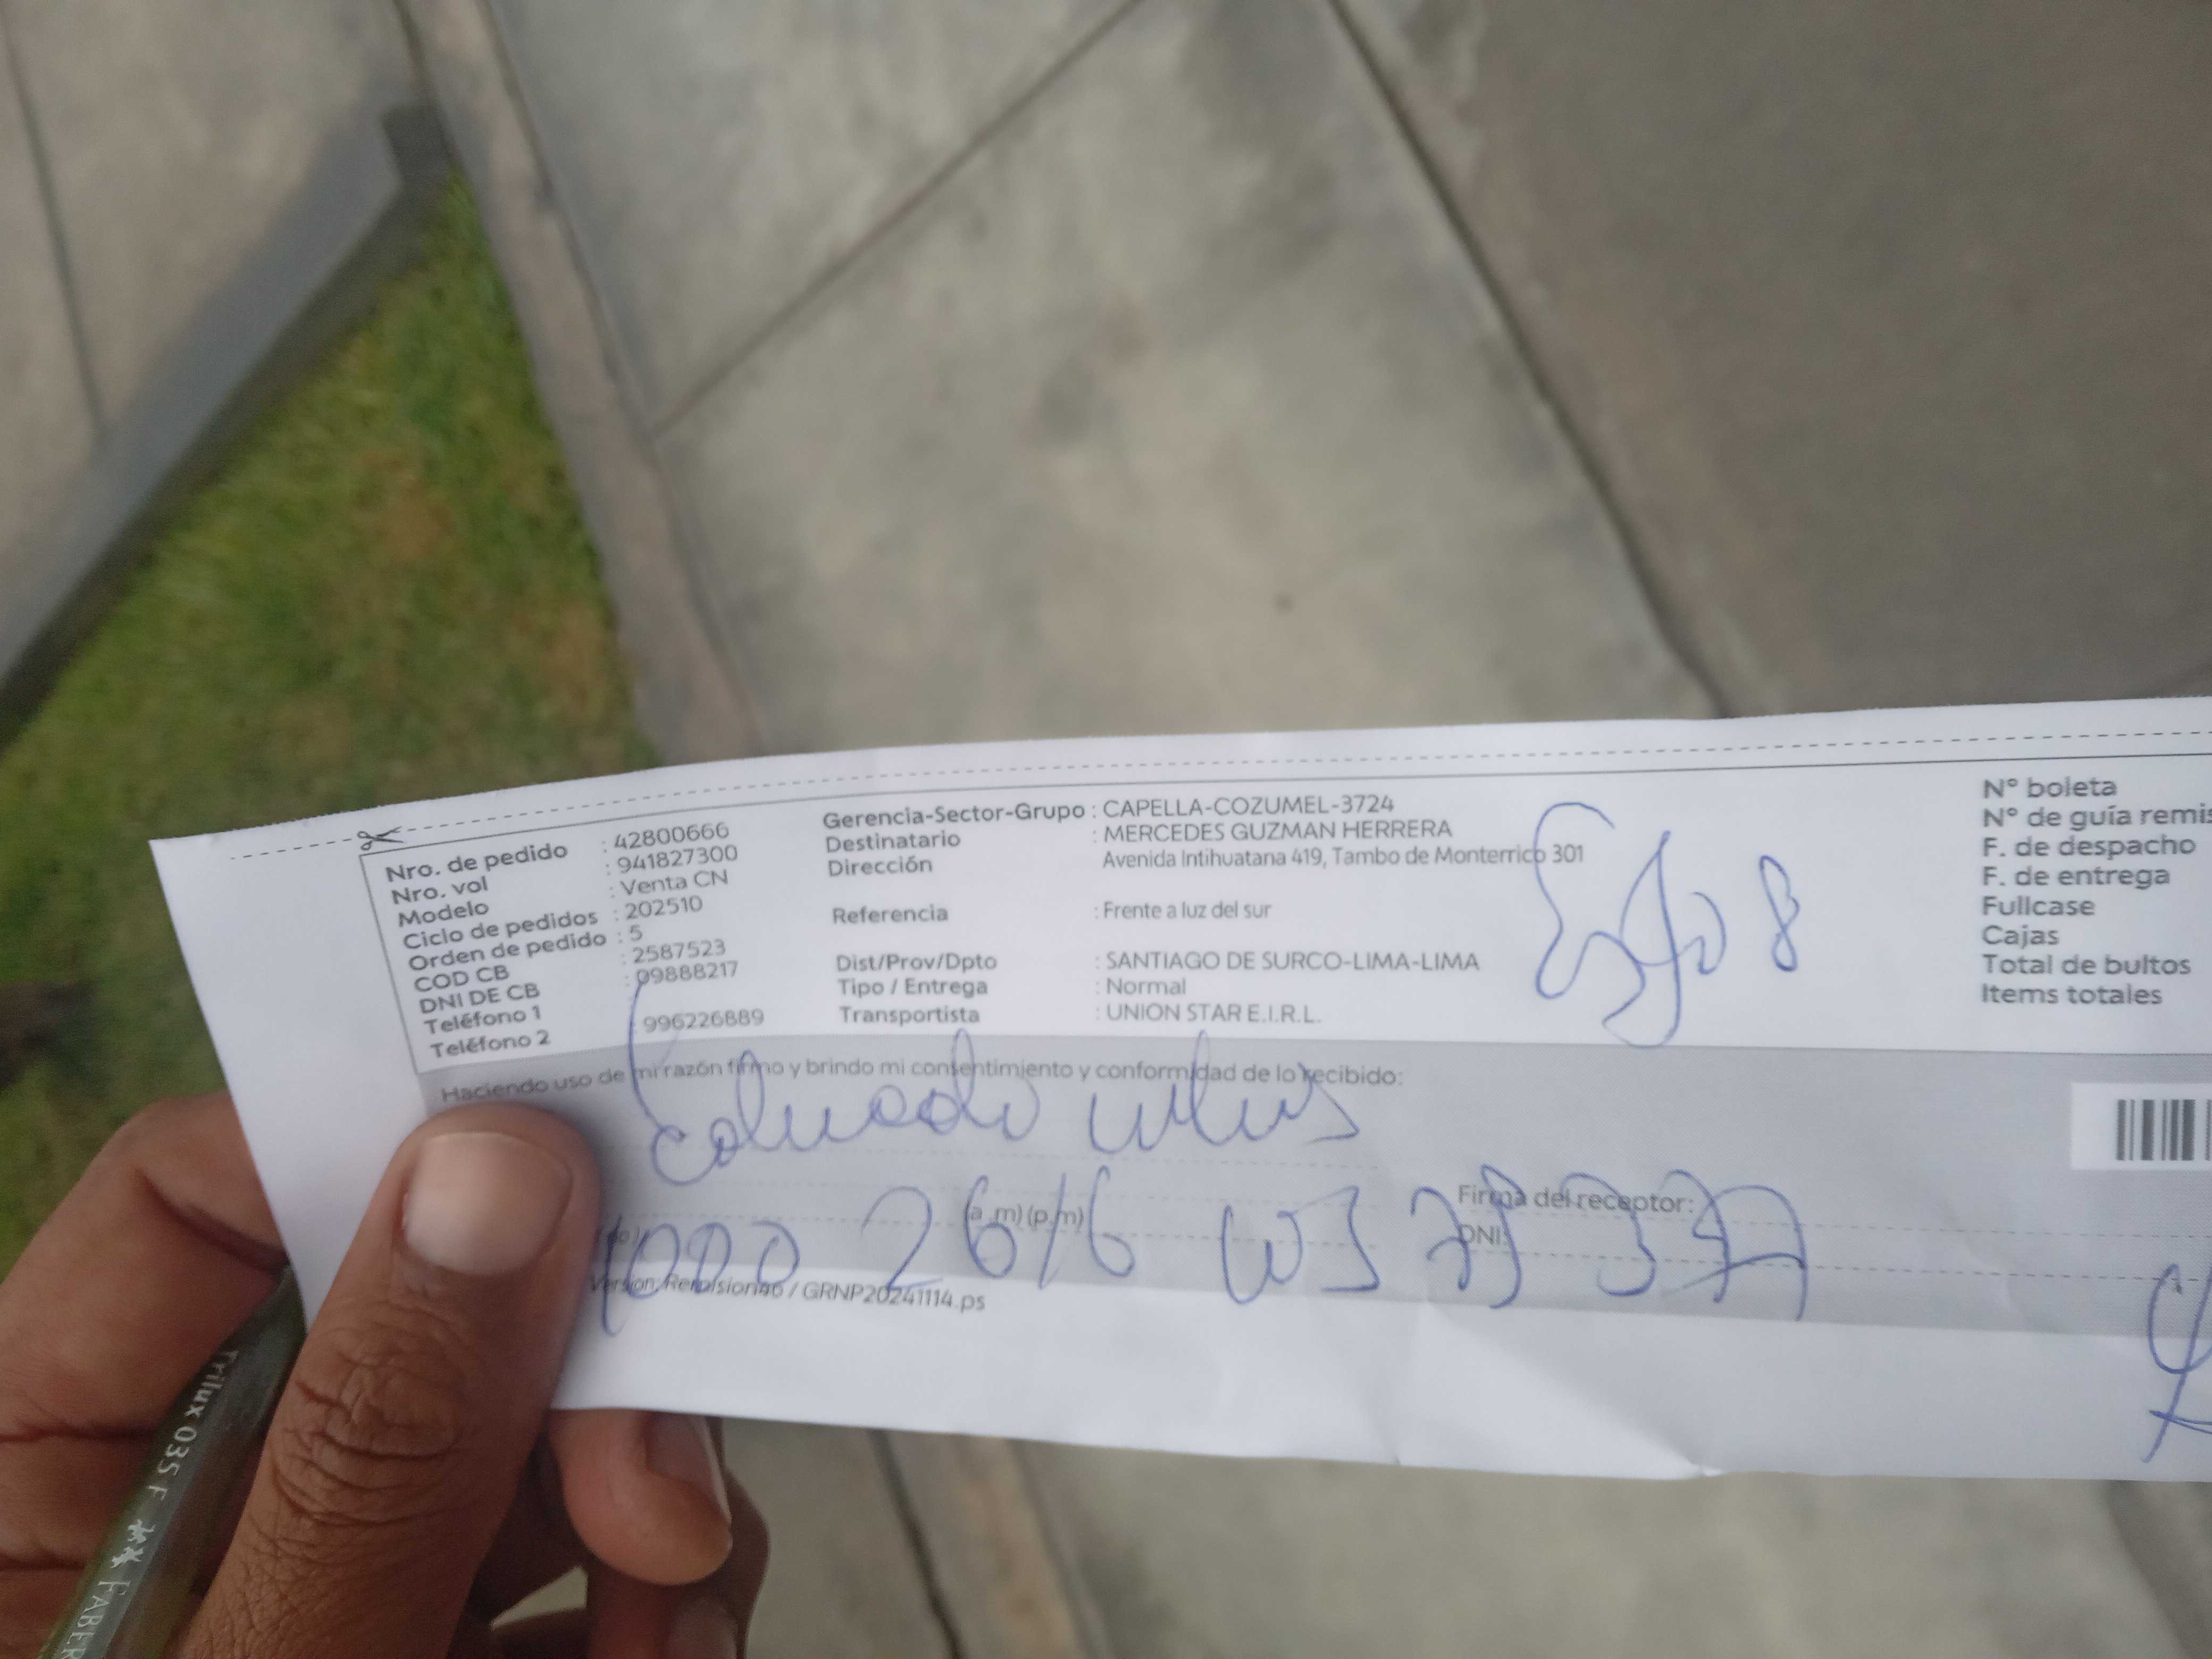 Nro. de pedido : 42800666
Nro. vol : 941827300
Modelo : Venta CN
Ciclo de pedidos : 202510
Orden de pedido : 5
COD CB : 2587523
DNI DE CB : 09888217
Teléfono 1
Teléfono 2 : 996226889
Gerencia-Sector-Grupo : CAPELLA-COZUMEL-3724
Destinatario : MERCEDES GUZMAN HERRERA
Dirección Avenida Intihuatana 419, Tambo de Monterrico 301
Referencia : Frente a luz del sur
Dist/Prov/Dpto : SANTIAGO DE SURCO-LIMA-LIMA
Tipo / Entrega : Normal
Transportista : UNION STAR E.I.R.L.
N° boleta
N° de guía remis
F. de despacho
F. de entrega
Fullcase
Cajas
Total de bultos
Items totales
Haciendo uso de mi razón firmo y brindo mi consentimiento y conformidad de lo recibido:
(a .m) (p.m)
26/6
Firma del receptor:
DNI:
GRNP20241114.ps
Trilux 035 F
FABER